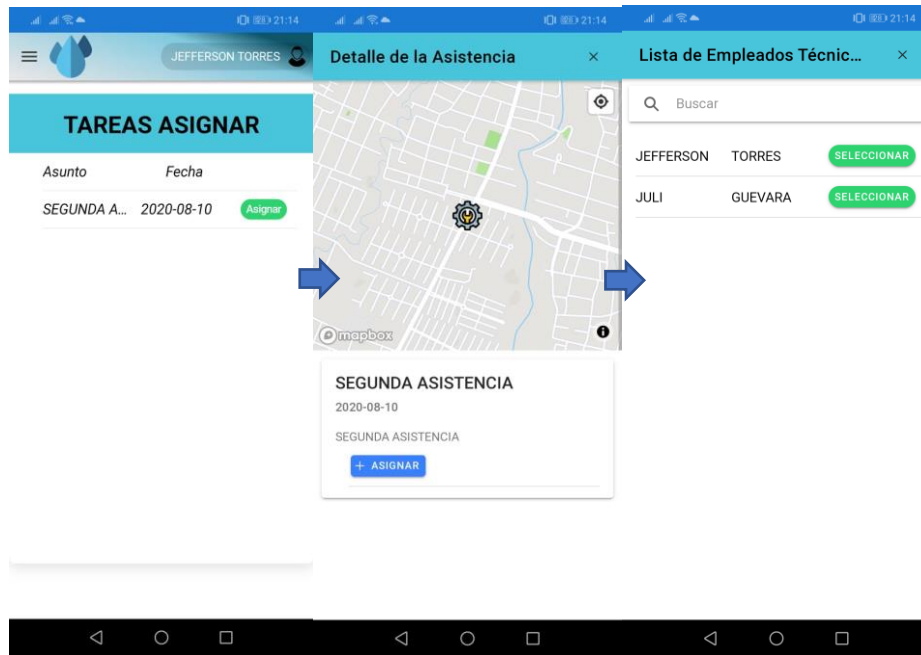 21:14
JEFFERSON TORRES
TAREAS ASIGNAR
Asunto Fecha
SEGUNDA A... 2020-08-10 Asignar
21:14
Detalle de la Asistencia ×
mapbox
SEGUNDA ASISTENCIA
2020-08-10
SEGUNDA ASISTENCIA
+ ASIGNAR
21:14
Lista de Empleados Técnic... ×
Buscar
JEFFERSON TORRES SELECCIONAR
JULI GUEVARA SELECCIONAR